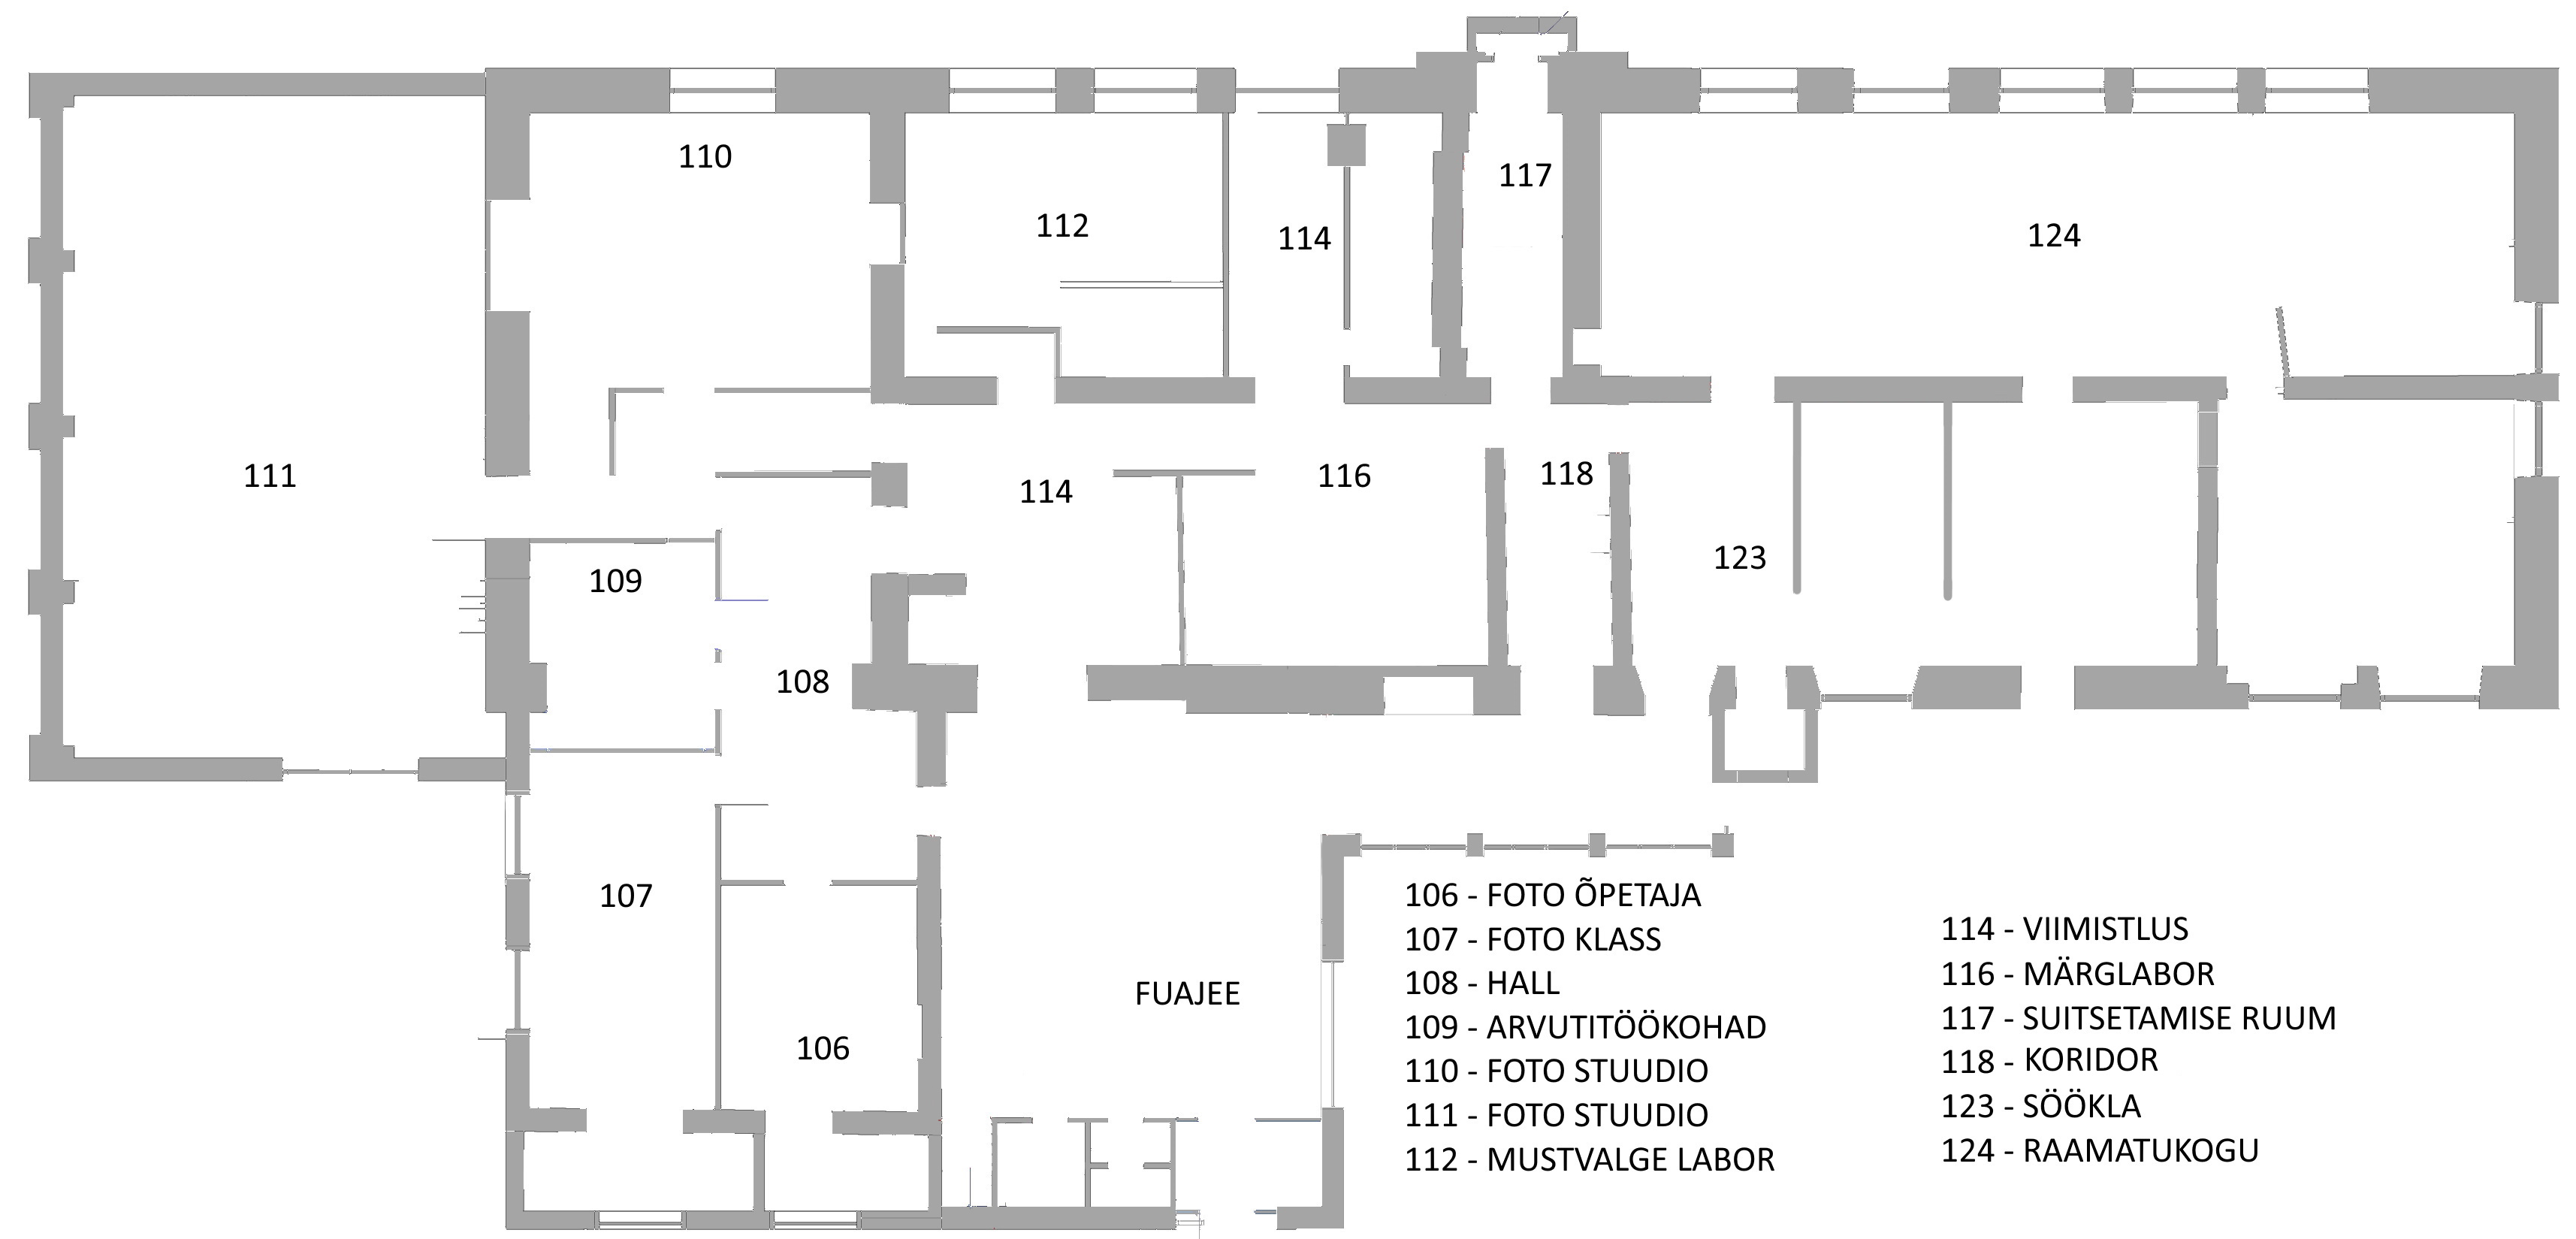 110
117
112
114
124
111
114
116
118
123
109
108
107
106
FUAJEE
106 - FOTO ÕPETAJA
107 - FOTO KLASS
108 - HALL
109 - ARVUTITÖÖKOHAD
110 - FOTO STUUDIO
111 - FOTO STUUDIO
112 - MUSTVALGE LABOR
114 - VIIMISTLUS
116 - MÄRGLABOR
117 - SUITSETAMISE RUUM
118 - KORIDOR
123 - SÖÖKLA
124 - RAAMATUKOGU